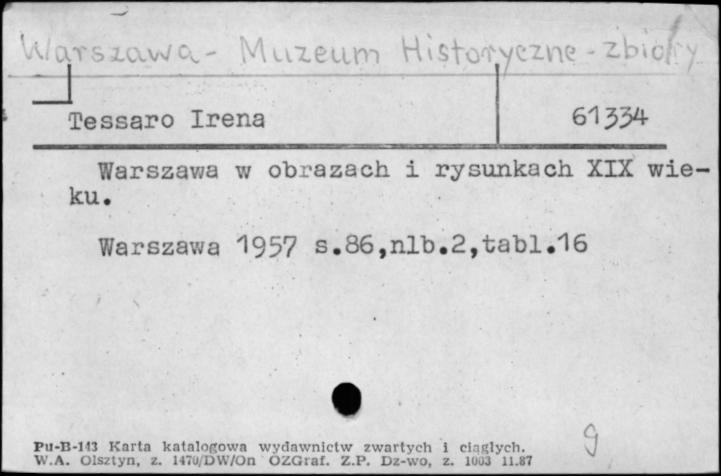 Warszawa - Muzeum Historyczne - zbiory
Tessaro Irena 61334
Warszawa w obrazach i rysunkach XIX wie-
ku.
Warszawa 1957 s.86,nlb.2,tabl.16
g
Pu-B-143 Karta katalogowa wydawnictw zwartych i ciągłych.
W.A. Olsztyn, z. 1470/DW/On OZGraf. Z.P. Dz-wo, z. 1003 11.87